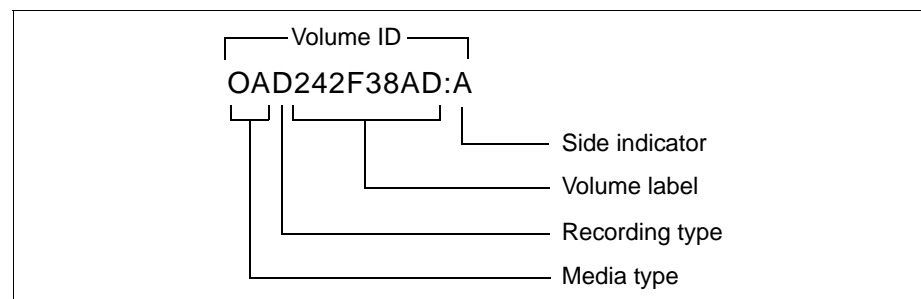 Volume ID
OAD242F38AD:A
Side indicator
Volume label
Recording type
Media type